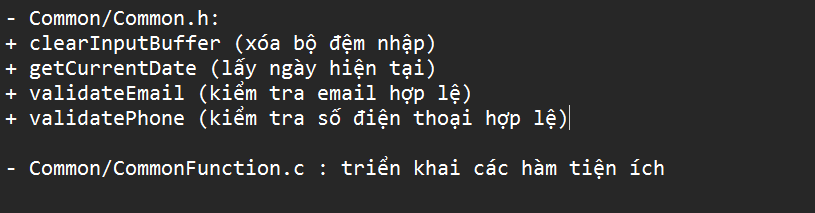 - Common/Common.h:
+ clearInputBuffer (xóa bộ đệm nhập)
+ getCurrentDate (lấy ngày hiện tại)
+ validateEmail (kiểm tra email hợp lệ)
+ validatePhone (kiểm tra số điện thoại hợp lệ)
- Common/CommonFunction.c : triển khai các hàm tiện ích